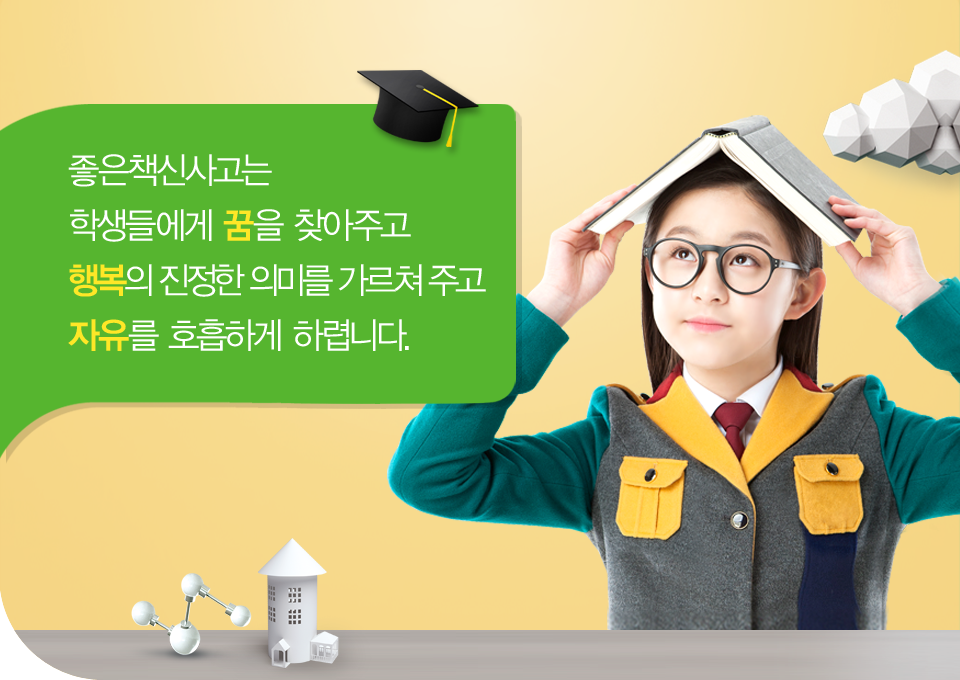 좋은책신사고는
학생들에게 꿈을 찾아주고
행복의 진정한 의미를 가르쳐 주고
자유를 호흡하게 하렵니다.